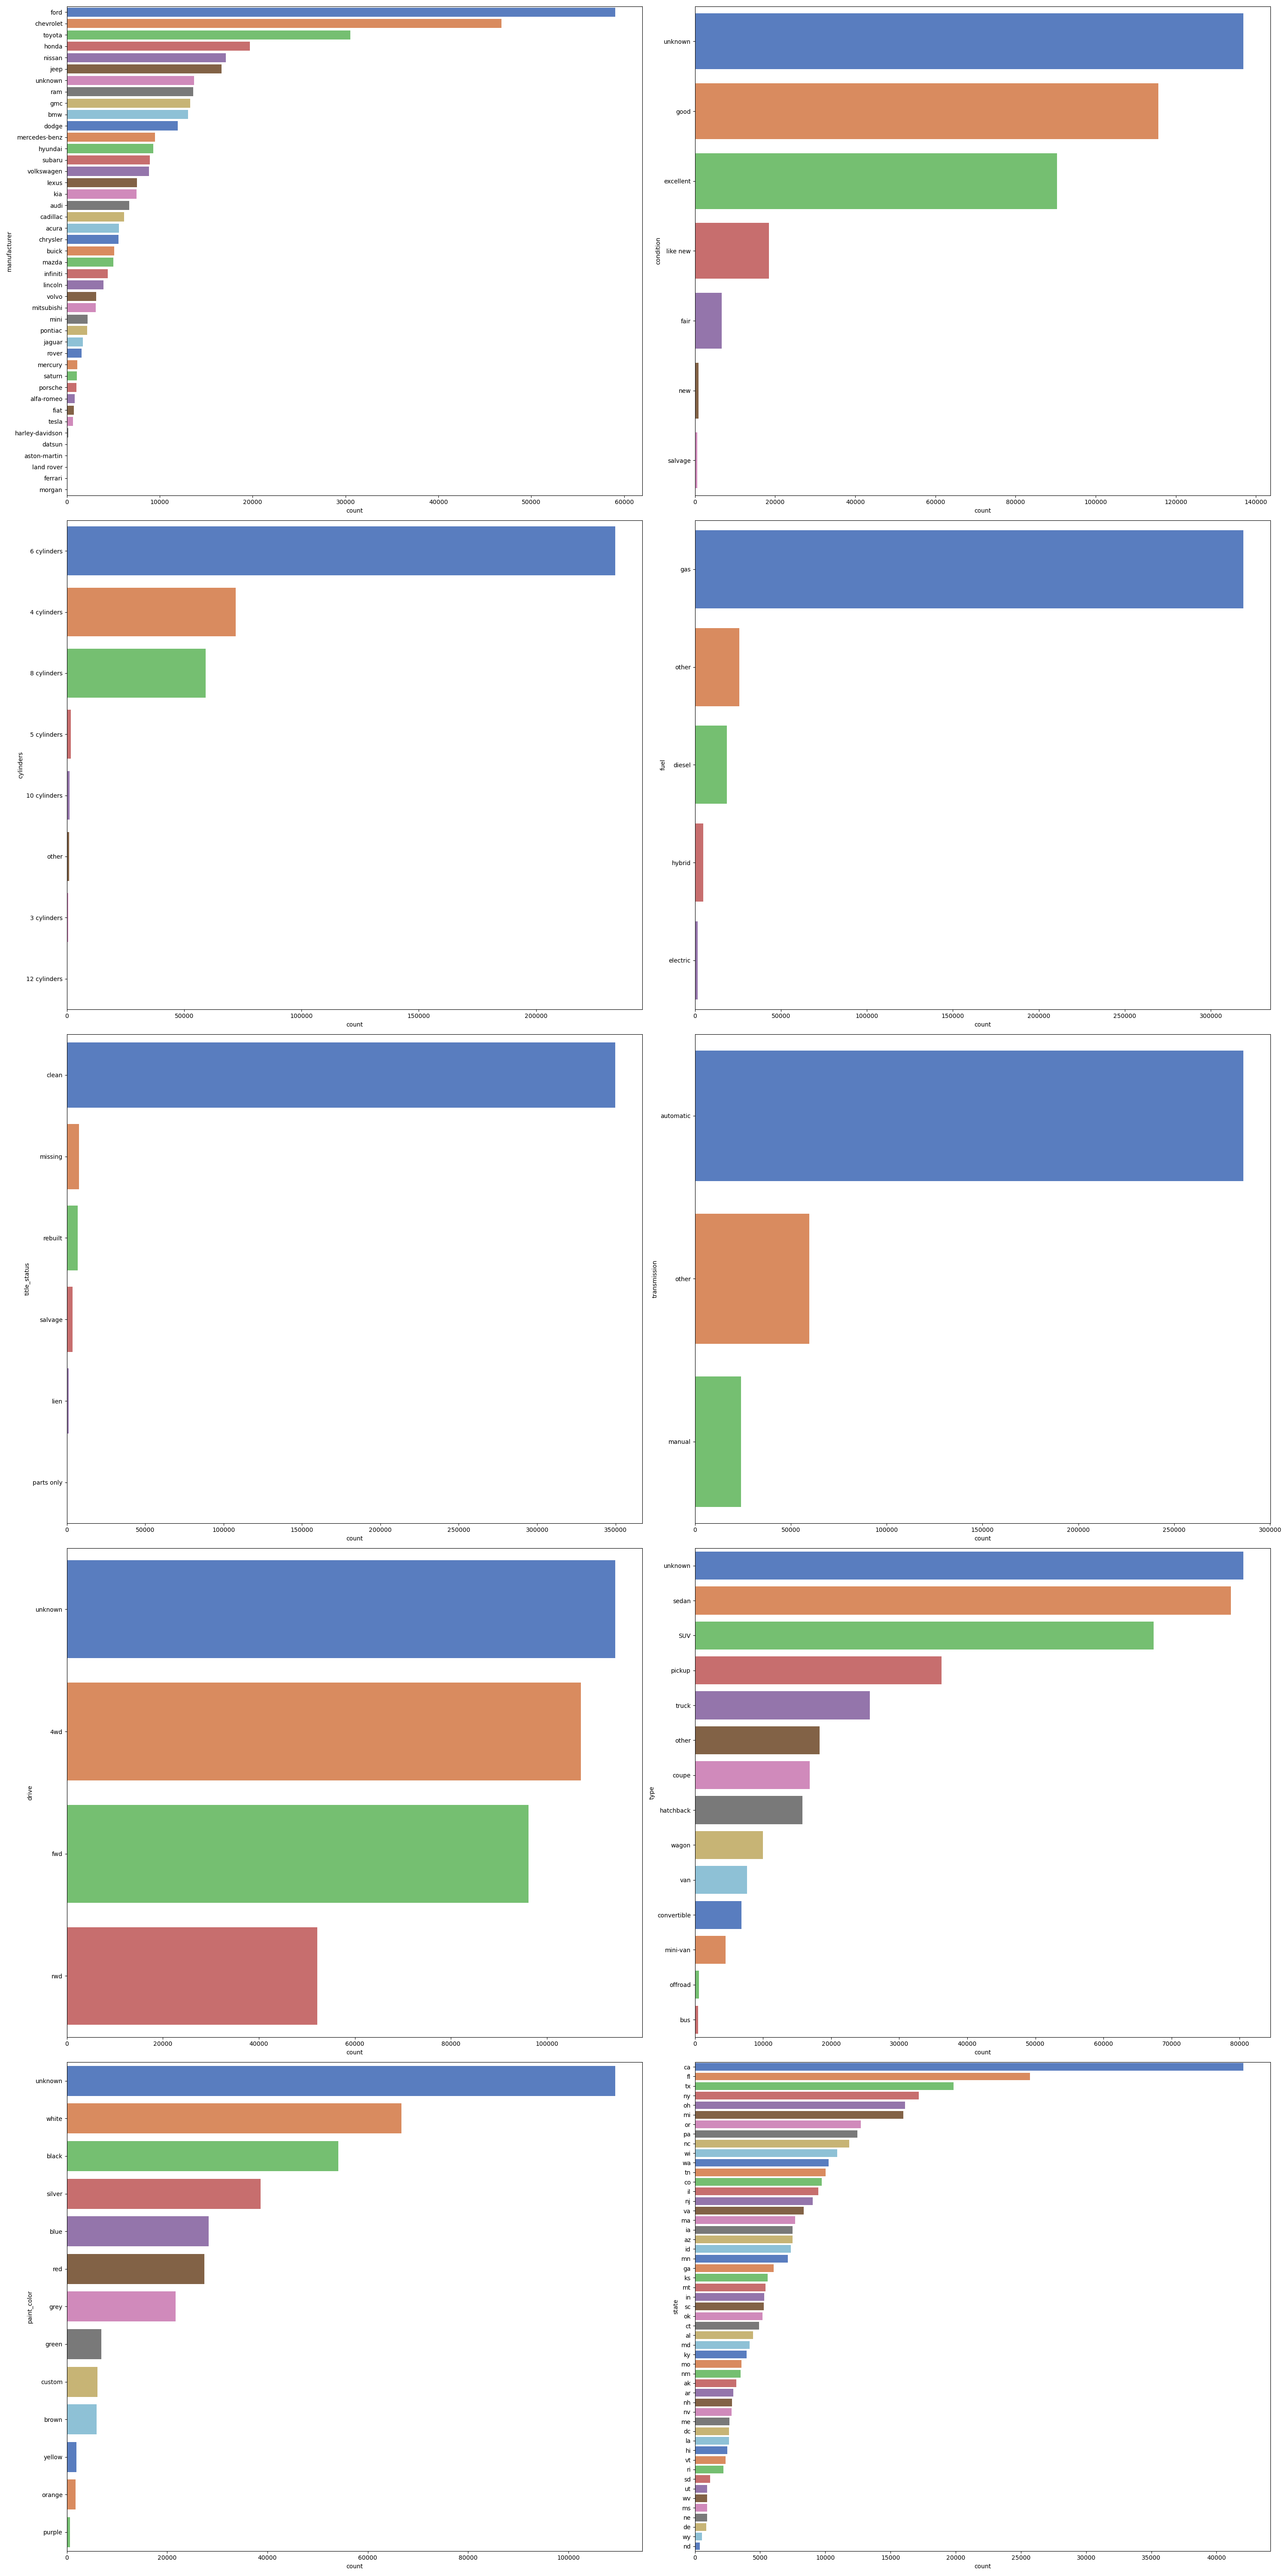 ford
chevrolet
toyota
honda
nissan
jeep
unknown
ram
gmc
bmw
dodge
mercedes-benz
hyundai
subaru
volkswagen
lexus
kia
audi
cadillac
acura
chrysler
buick
mazda
infiniti
lincoln
volvo
mitsubishi
mini
pontiac
jaguar
rover
mercury
saturn
porsche
alfa-romeo
fiat
tesla
harley-davidson
datsun
aston-martin
land rover
ferrari
morgan
manufacturer
0 10000 20000 30000 40000 50000 60000
count
unknown
good
excellent
like new
fair
new
salvage
condition
0 20000 40000 60000 80000 100000 120000 140000
count
6 cylinders
4 cylinders
8 cylinders
5 cylinders
10 cylinders
other
3 cylinders
12 cylinders
cylinders
0 50000 100000 150000 200000
count
gas
other
diesel
hybrid
electric
fuel
0 50000 100000 150000 200000 250000 300000
count
clean
missing
rebuilt
salvage
lien
parts only
title_status
0 50000 100000 150000 200000 250000 300000 350000
count
automatic
other
manual
transmission
0 50000 100000 150000 200000 250000 300000
count
unknown
4wd
fwd
rwd
drive
0 20000 40000 60000 80000 100000
count
unknown
sedan
SUV
pickup
truck
other
coupe
hatchback
wagon
van
convertible
mini-van
offroad
bus
type
0 10000 20000 30000 40000 50000 60000 70000 80000
count
unknown
white
black
silver
blue
red
grey
green
custom
brown
yellow
orange
purple
paint_color
0 20000 40000 60000 80000 100000
count
ca
fl
tx
ny
oh
mi
or
pa
nc
wi
wa
tn
co
il
nj
va
ma
ia
az
id
mn
ga
ks
mt
in
sc
ok
ct
al
md
ky
mo
nm
ak
ar
nh
nv
me
dc
la
hi
vt
ri
sd
ut
wv
ms
ne
de
wy
nd
state
0 5000 10000 15000 20000 25000 30000 35000 40000
count